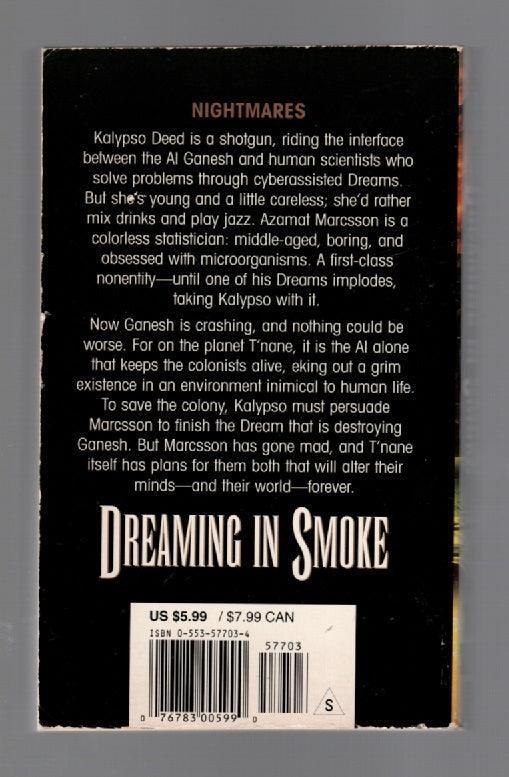 NIGHTMARES
Kalypso Deed is a shotgun, riding the interface
between the AI Ganesh and human scientists who
solve problems through cyberassisted Dreams.
But she's young and a little careless; she'd rather
mix drinks and play jazz. Azamat Marcsson is a
colorless statistician: middle-aged, boring, and
obsessed with microorganisms. A first-class
nonentity—until one of his Dreams implodes,
taking Kalypso with it.
Now Ganesh is crashing, and nothing could be
worse. For on the planet T'nane, it is the AI alone
that keeps the colonists alive, eking out a grim
existence in an environment inimical to human life.
To save the colony, Kalypso must persuade
Marcsson to finish the Dream that is destroying
Ganesh. But Marcsson has gone mad, and T'nane
itself has plans for them both that will alter their
minds—and their world—forever.
DREAMING IN SMOKE
US $5.99 / $7.99 CAN
ISBN 0-553-57703-4
57703
0 76783 00599 0
S